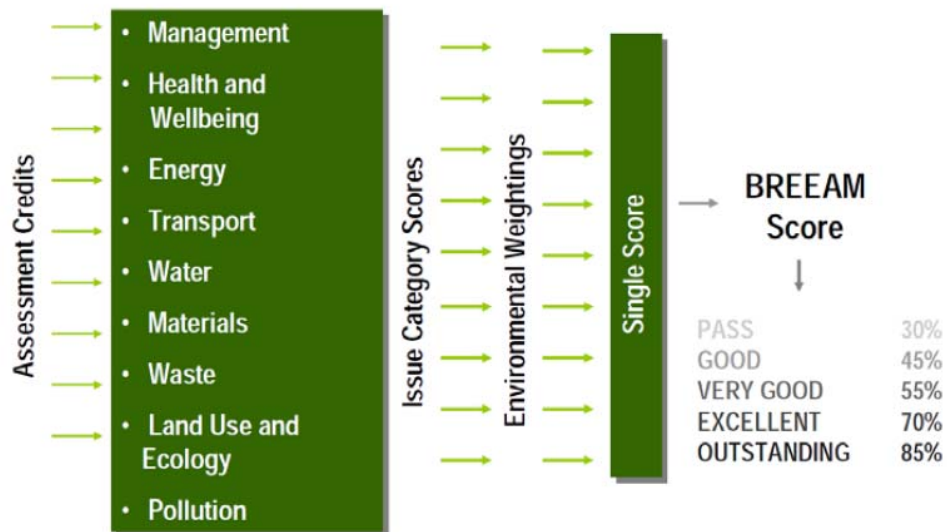 Assessment Credits
• Management
• Health and
Wellbeing
• Energy
• Transport
• Water
• Materials
• Waste
• Land Use and
Ecology
• Pollution
Issue Category Scores
Environmental Weightings
Single Score
BREEAM
Score
PASS 30%
GOOD 45%
VERY GOOD 55%
EXCELLENT 70%
OUTSTANDING 85%